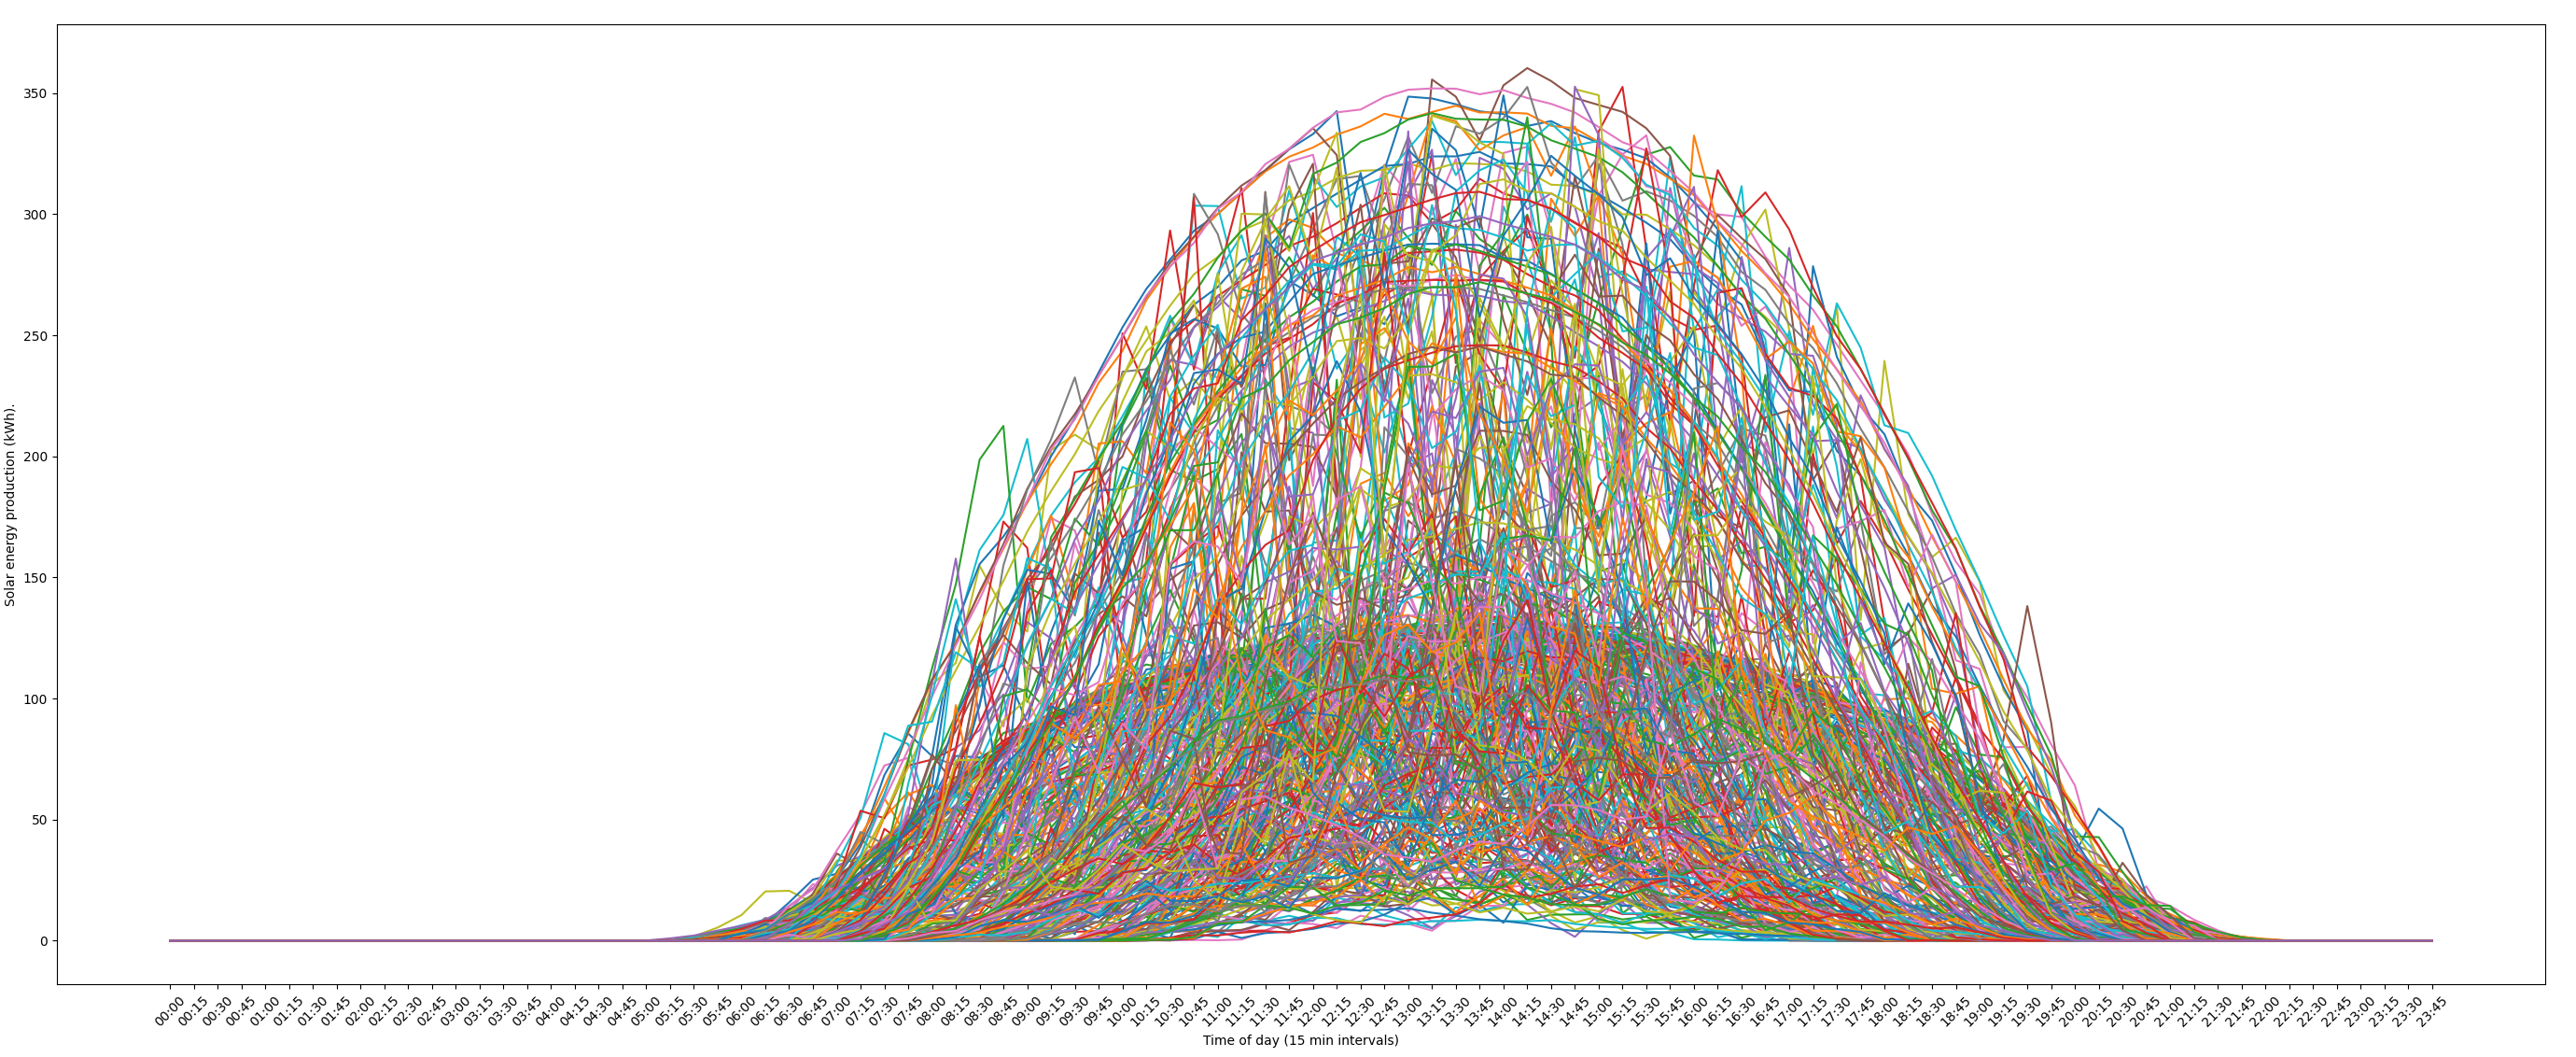 Solar energy production (kWh).
350
300
250
200
150
100
50
0
00:00 00:15 00:30 00:45 01:00 01:15 01:30 01:45 02:00 02:15 02:30 02:45 03:00 03:15 03:30 03:45 04:00 04:15 04:30 04:45 05:00 05:15 05:30 05:45 06:00 06:15 06:30 06:45 07:00 07:15 07:30 07:45 08:00 08:15 08:30 08:45 09:00 09:15 09:30 09:45 10:00 10:15 10:30 10:45 11:00 11:15 11:30 11:45 12:00 12:15 12:30 12:45 13:00 13:15 13:30 13:45 14:00 14:15 14:30 14:45 15:00 15:15 15:30 15:45 16:00 16:15 16:30 16:45 17:00 17:15 17:30 17:45 18:00 18:15 18:30 18:45 19:00 19:15 19:30 19:45 20:00 20:15 20:30 20:45 21:00 21:15 21:30 21:45 22:00 22:15 22:30 22:45 23:00 23:15 23:30 23:45
Time of day (15 min intervals)